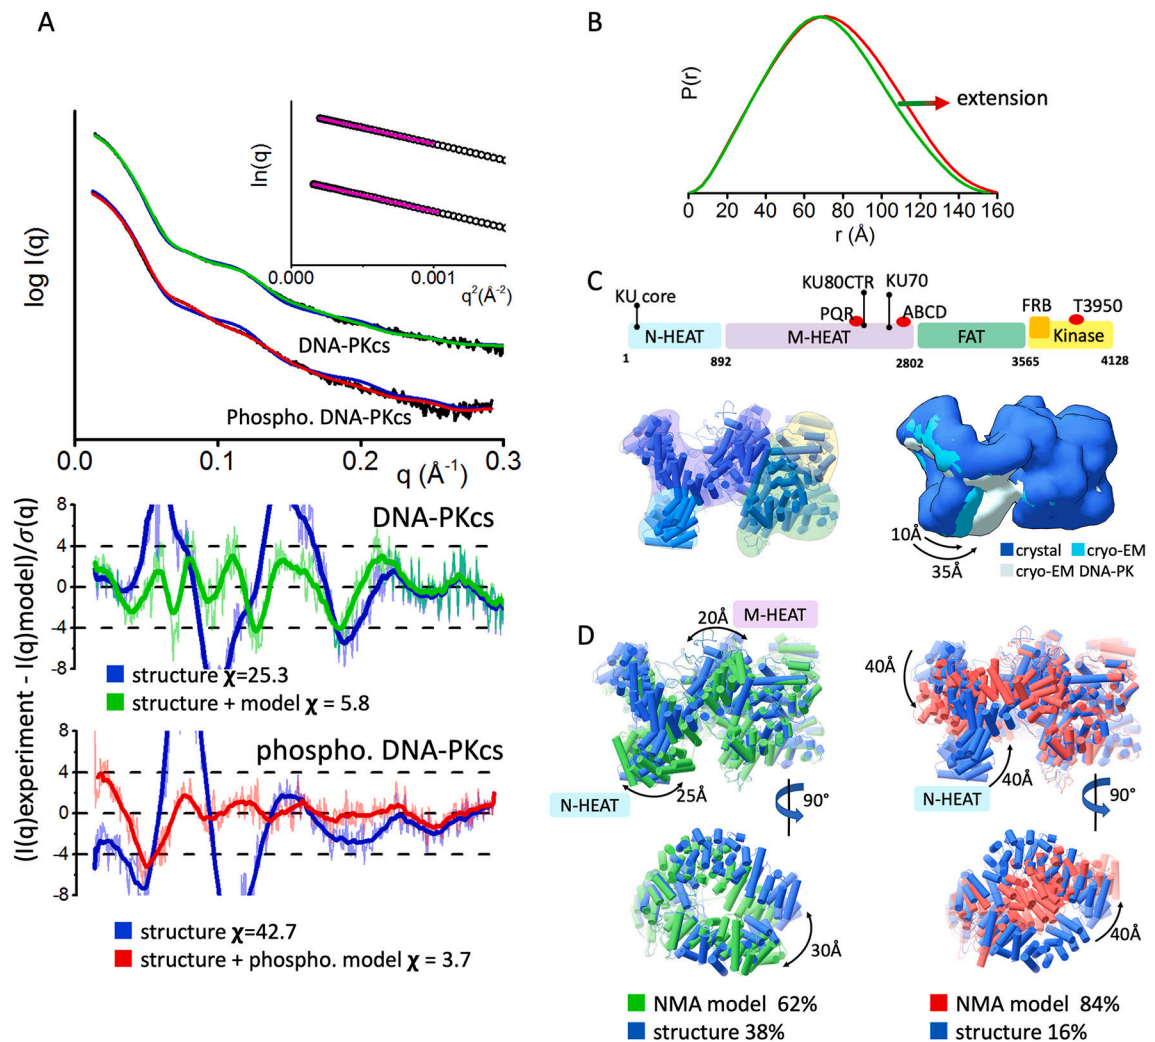 A
ln(q)
0.000
0.001
q²(Å⁻²)
log I(q)
DNA-PKcs
Phospho. DNA-PKcs
0.0
0.1
0.2
0.3
q (Å⁻¹)
8
4
0
-4
-8
DNA-PKcs
structure χ=25.3
structure + model χ = 5.8
(I(q)experiment - I(q)model)/σ(q)
8
4
0
-4
-8
phospho. DNA-PKcs
structure χ=42.7
structure + phospho. model χ = 3.7
B
P(r)
extension
0 20 40 60 80 100 120 140 160
r (Å)
C
KU core
KU80CTR
KU70
PQR
ABCD
FRB
T3950
N-HEAT
M-HEAT
FAT
Kinase
1
892
2802
3565
4128
10Å
35Å
crystal
cryo-EM
cryo-EM DNA-PK
D
20Å
M-HEAT
N-HEAT
25Å
90°
30Å
NMA model 62%
structure 38%
40Å
N-HEAT
40Å
90°
40Å
NMA model 84%
structure 16%